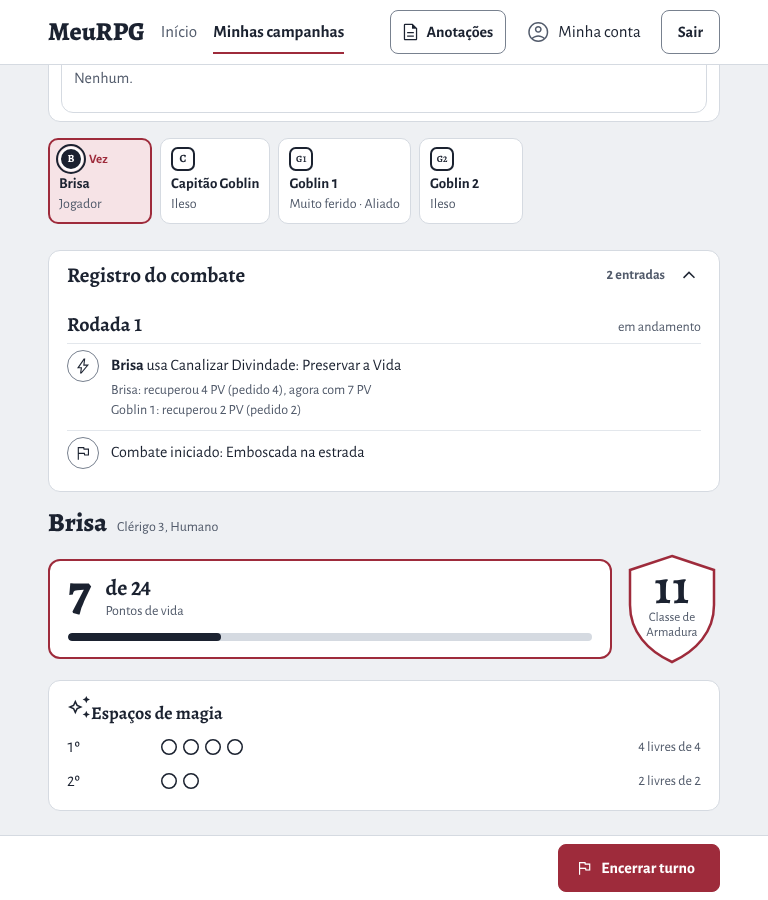 MeuRPG Início Minhas campanhas Anotações Minha conta Sair
Nenhum.
B Vez
Brisa
Jogador
C
Capitão Goblin
Ileso
G1
Goblin 1
Muito ferido · Aliado
G2
Goblin 2
Ileso
Registro do combate 2 entradas
Rodada 1 em andamento
Brisa usa Canalizar Divindade: Preservar a Vida
Brisa: recuperou 4 PV (pedido 4), agora com 7 PV
Goblin 1: recuperou 2 PV (pedido 2)
Combate iniciado: Emboscada na estrada
Brisa Clérigo 3, Humano
7 de 24
Pontos de vida
11
Classe de
Armadura
Espaços de magia
1º 4 livres de 4
2º 2 livres de 2
Encerrar turno